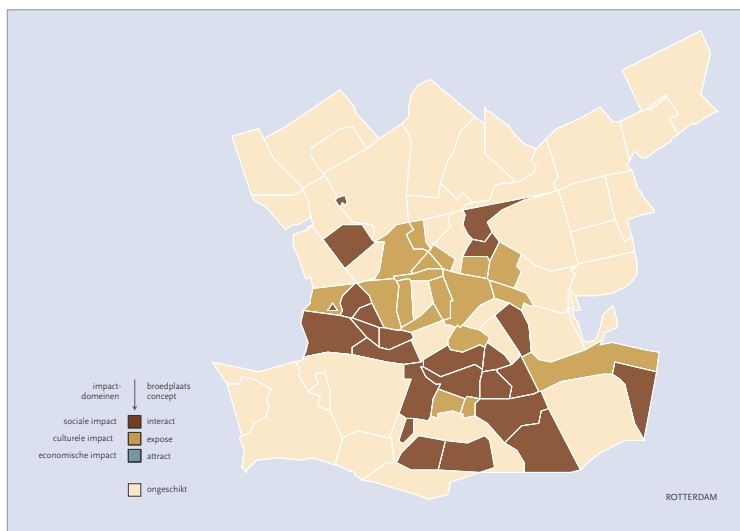 impact-
domeinen
broedplaats
concept
sociale impact interact
culturele impact expose
economische impact attract
ongeschikt
ROTTERDAM